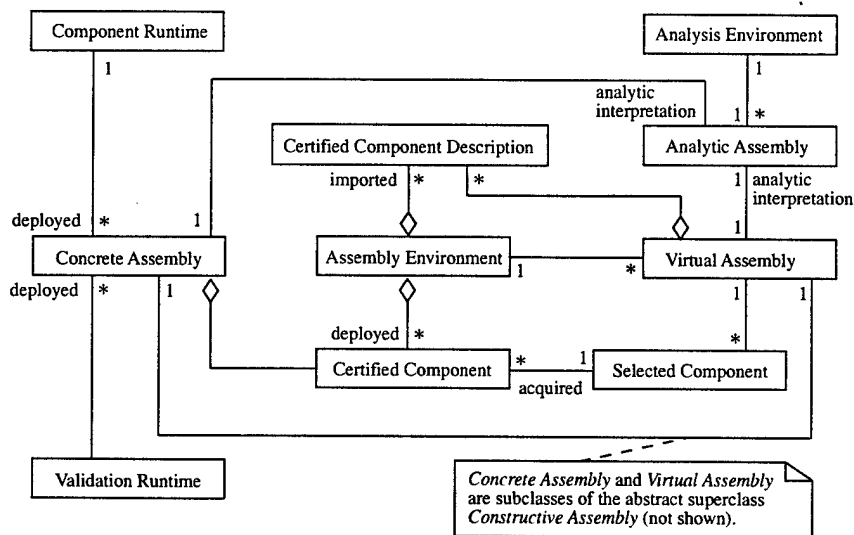 Component Runtime
Analysis Environment
1
1
analytic
interpretation
1
*
Certified Component Description
Analytic Assembly
imported
*
*
1
analytic
interpretation
deployed
*
1
1
Concrete Assembly
Assembly Environment
Virtual Assembly
deployed
*
1
1
*
1
1
deployed
*
*
Certified Component
*
1
Selected Component
acquired
Validation Runtime
Concrete Assembly and Virtual Assembly
are subclasses of the abstract superclass
Constructive Assembly (not shown).